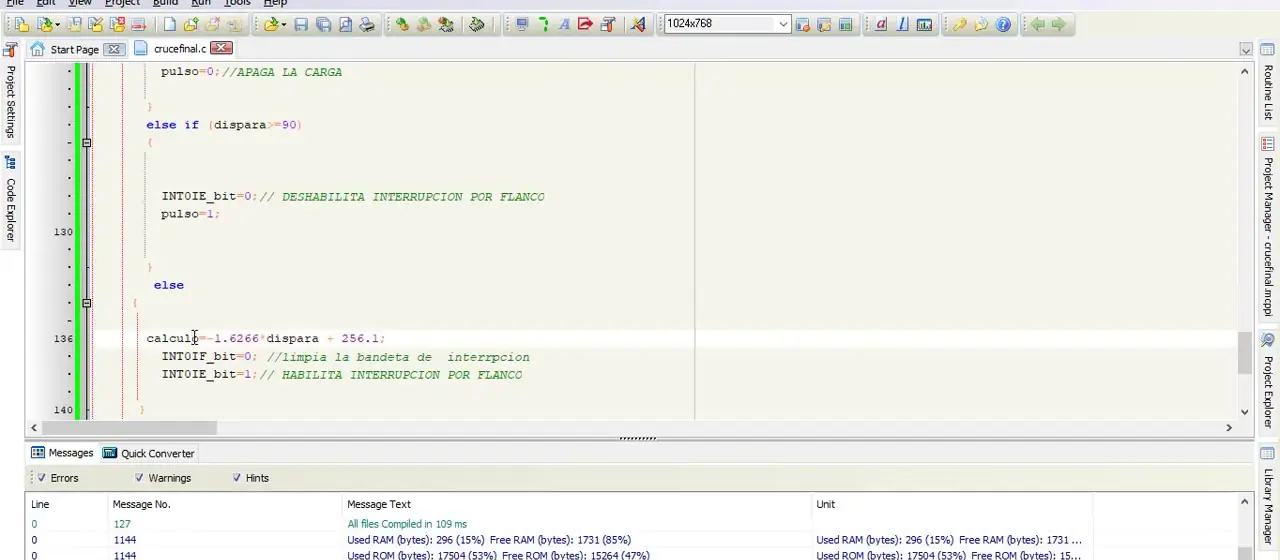 File Edit View Project Build Run Tools Help
1024x768
Start Page crucefinal.c
Project Settings
Code Explorer
pulso=0;//APAGA LA CARGA
}
else if (dispara>=90)
{
INT0IE_bit=0;// DESHABILITA INTERRUPCION POR FLANCO
pulso=1;
130
}
else
{
136 calculo=-1.6266*dispara + 256.1;
INT0IF_bit=0; //limpia la bandeta de interrpcion
INT0IE_bit=1;// HABILITA INTERRUPCION POR FLANCO
140 }
Routine List
Project Manager - crucefinal.mcppi
Project Explorer
Library Manager
Messages Quick Converter
Errors Warnings Hints
Line Message No. Message Text Unit
0 127 All files Compiled in 109 ms
0 1144 Used RAM (bytes): 296 (15%) Free RAM (bytes): 1731 (85%) Used RAM (bytes): 296 (15%) Free RAM (bytes): 1731 ...
0 1144 Used ROM (bytes): 17504 (53%) Free ROM (bytes): 15264 (47%) Used ROM (bytes): 17504 (53%) Free ROM (bytes): 15...